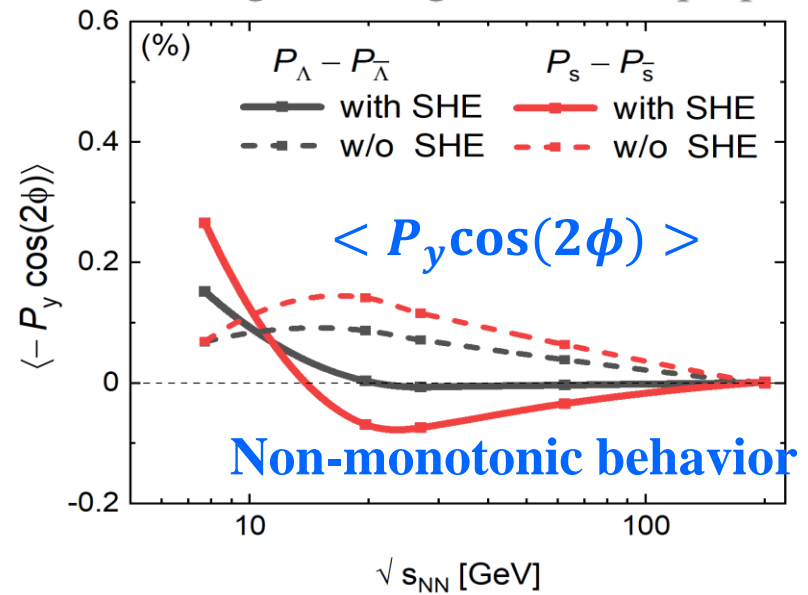 0.6
(%)
P_Λ − P_Λ̅
P_s − P_s̅
with SHE
with SHE
w/o SHE
w/o SHE
0.4
< P_y cos(2ϕ) >
⟨− P_y cos(2ϕ)⟩
0.2
0
Non-monotonic behavior
-0.2
10
100
√ s_NN [GeV]